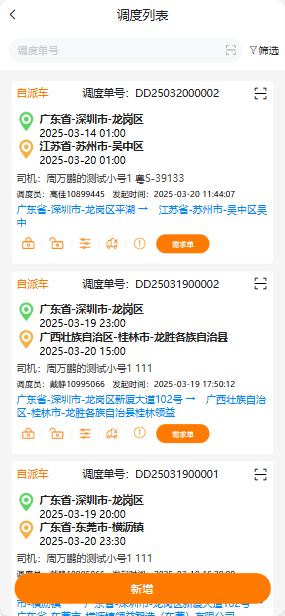 调度列表
调度单号
筛选
自派车 调度单号：DD25032000002
广东省-深圳市-龙岗区
2025-03-14 01:00
江苏省-苏州市-吴中区
2025-03-20 01:00
司机：周万鹏的测试小号1 粤S-39133
调度员：高佳10899445 发起时间：2025-03-20 11:44:07
广东省-深圳市-龙岗区平湖 → 江苏省-苏州市-吴中区吴
中
需求单
自派车 调度单号：DD25031900002
广东省-深圳市-龙岗区
2025-03-19 23:00
广西壮族自治区-桂林市-龙胜各族自治县
2025-03-20 15:00
司机：周万鹏的测试小号1 111
调度员：戴静10995066 发起时间：2025-03-19 17:50:12
广东省-深圳市-龙岗区新厦大道102号 → 广西壮族自治
区-桂林市-龙胜各族自治县桂林领益
需求单
自派车 调度单号：DD25031900001
广东省-深圳市-龙岗区
2025-03-19 20:00
广东省-东莞市-横沥镇
2025-03-20 23:30
司机：周万鹏的测试小号1 111
新增